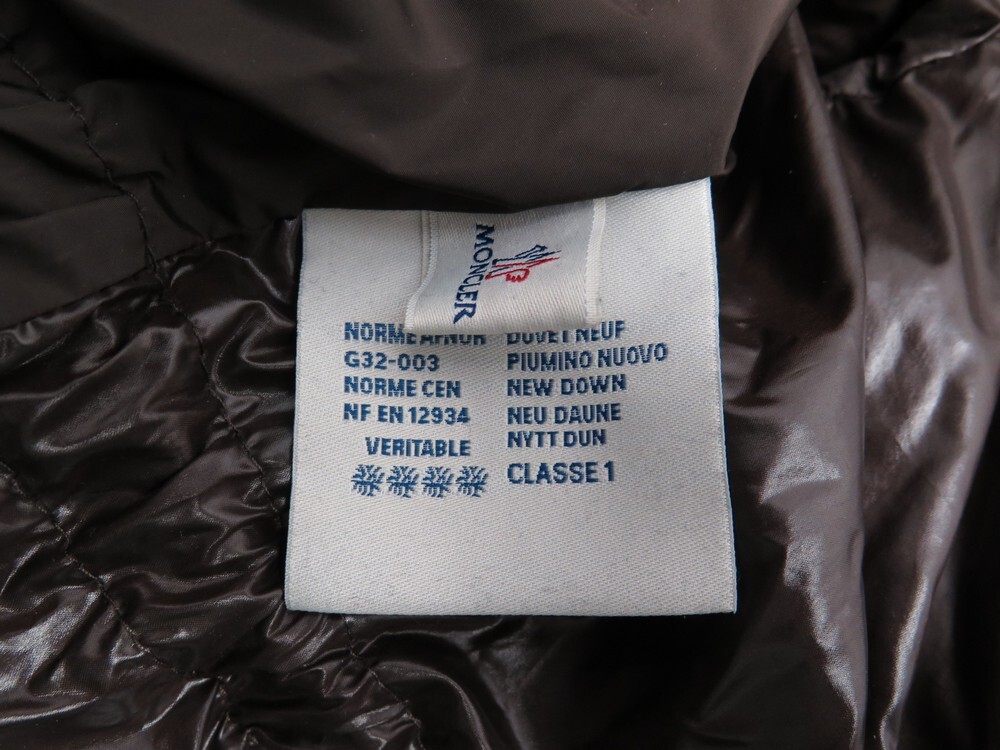 MONCLER
NORME AFNOR
G32-003
NORME CEN
NF EN 12934
VERITABLE
DUVET NEUF
PIUMINO NUOVO
NEW DOWN
NEU DAUNE
NYTT DUN
CLASSE 1